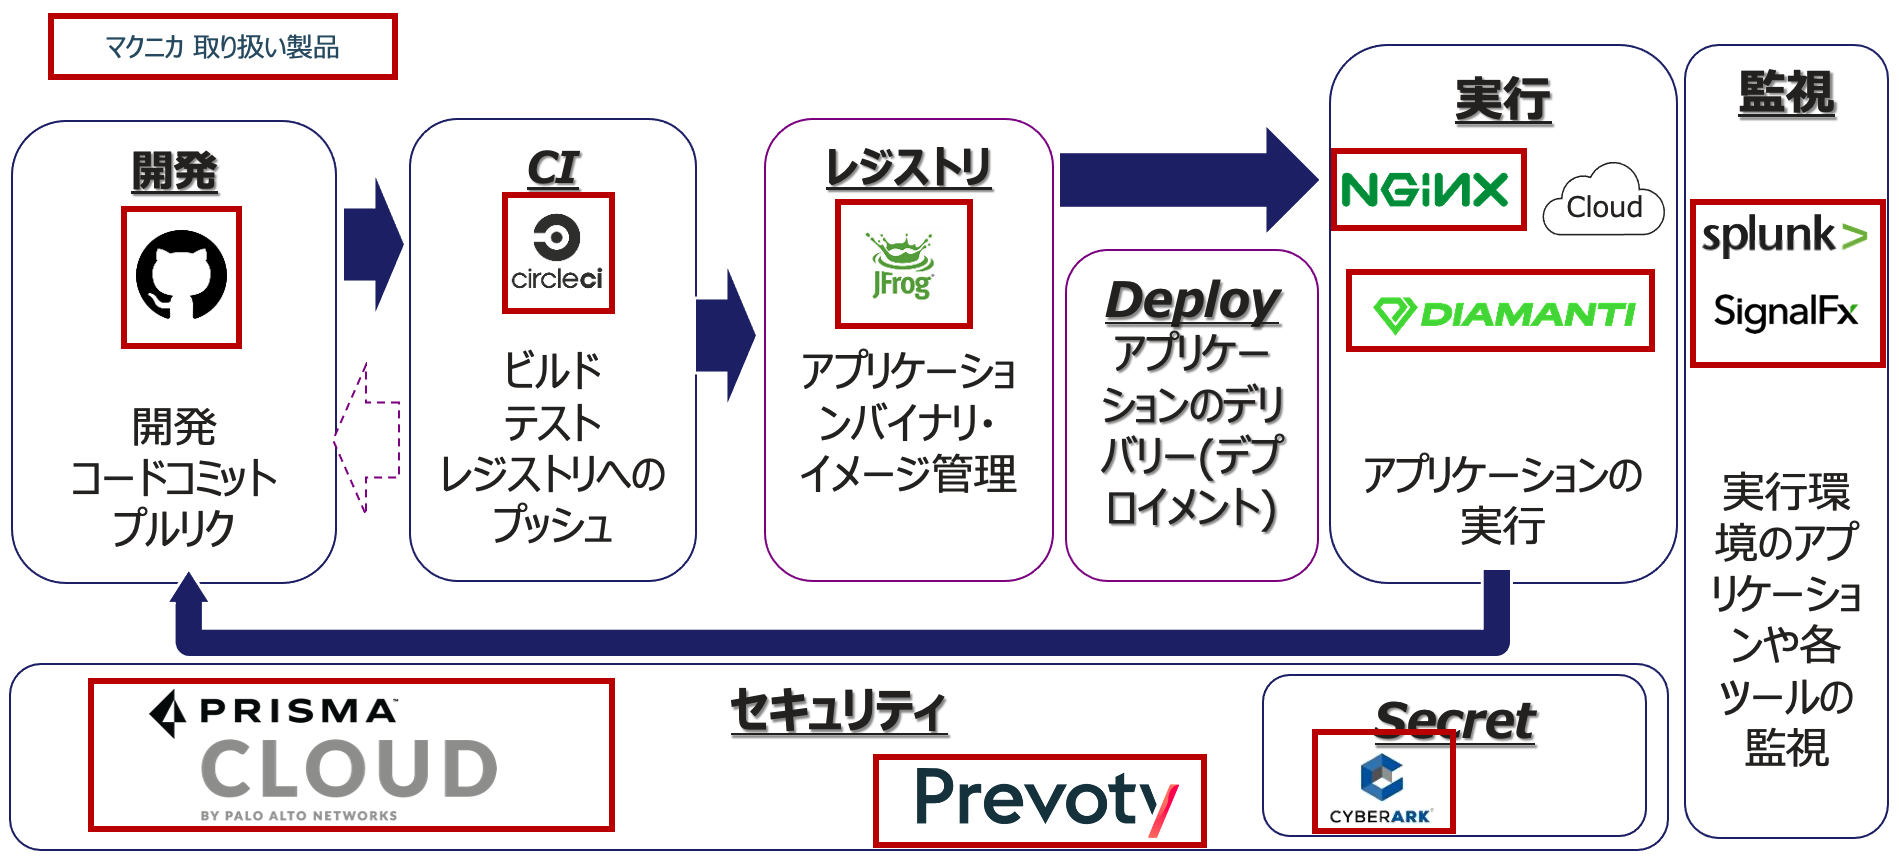 マクニカ 取り扱い製品
開発
開発
コードコミット
プルリク
CI
circleci
ビルド
テスト
レジストリへの
プッシュ
レジストリ
JFrog
アプリケーショ
ンバイナリ・
イメージ管理
Deploy
アプリケー
ションのデリ
バリー(デプ
ロイメント)
実行
NGINX
Cloud
DIAMANTI
アプリケーションの
実行
監視
splunk>
SignalFx
実行環
境のアプ
リケーショ
ンや各
ツールの
監視
セキュリティ
PRISMA™
CLOUD
BY PALO ALTO NETWORKS
Prevoty
Secret
CYBERARK®